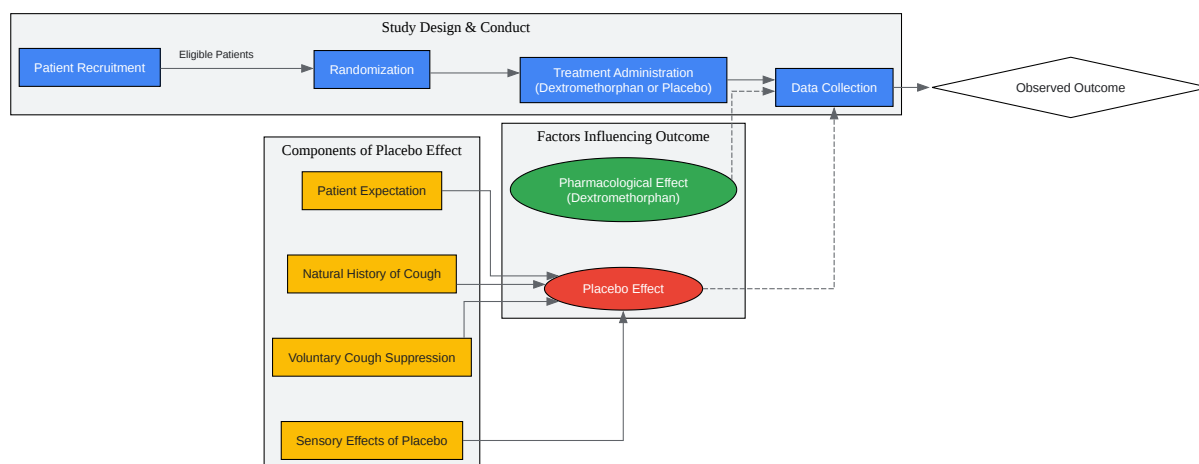 Study Design & Conduct
Patient Recruitment
Eligible Patients
Randomization
Treatment Administration
(Dextromethorphan or Placebo)
Data Collection
Observed Outcome
Components of Placebo Effect
Patient Expectation
Natural History of Cough
Voluntary Cough Suppression
Sensory Effects of Placebo
Factors Influencing Outcome
Pharmacological Effect
(Dextromethorphan)
Placebo Effect